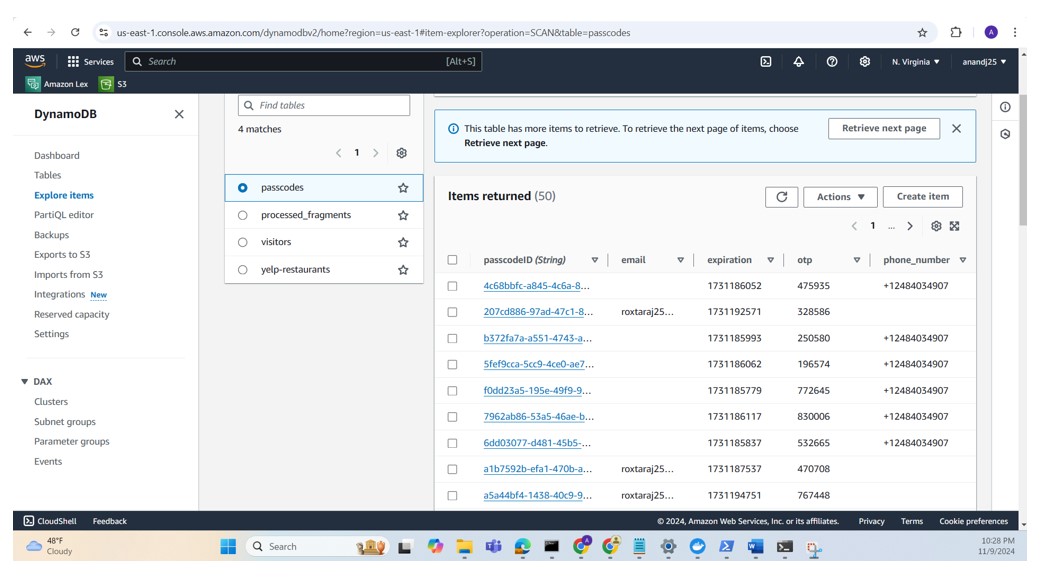 us-east-1.console.aws.amazon.com/dynamodbv2/home?region=us-east-1#item-explorer?operation=SCAN&table=passcodes
A
aws
Services
Search
[Alt+S]
N. Virginia
anandj25
Amazon Lex
S3
DynamoDB
Dashboard
Tables
Explore items
PartiQL editor
Backups
Exports to S3
Imports from S3
Integrations New
Reserved capacity
Settings
DAX
Clusters
Subnet groups
Parameter groups
Events
Find tables
4 matches
1
passcodes
processed_fragments
visitors
yelp-restaurants
This table has more items to retrieve. To retrieve the next page of items, choose
Retrieve next page.
Retrieve next page
Items returned (50)
Actions
Create item
1 ...
passcodeID (String) email expiration otp phone_number
4c68bbfc-a845-4c6a-8... 1731186052 475935 +12484034907
207cd886-97ad-47c1-8... roxtaraj25... 1731192571 328586
b372fa7a-a551-4743-a... 1731185993 250580 +12484034907
5fef9cca-5cc9-4ce0-ae7... 1731186062 196574 +12484034907
f0dd23a5-195e-49f9-9... 1731185779 772645 +12484034907
7962ab86-53a5-46ae-b... 1731186117 830006 +12484034907
6dd03077-d481-45b5-... 1731185837 532665 +12484034907
a1b7592b-efa1-470b-a... roxtaraj25... 1731187537 470708
a5a44bf4-1438-40c9-9... roxtaraj25... 1731194751 767448
CloudShell Feedback
© 2024, Amazon Web Services, Inc. or its affiliates. Privacy Terms Cookie preferences
48°F
Cloudy
Search
10:28 PM
11/9/2024